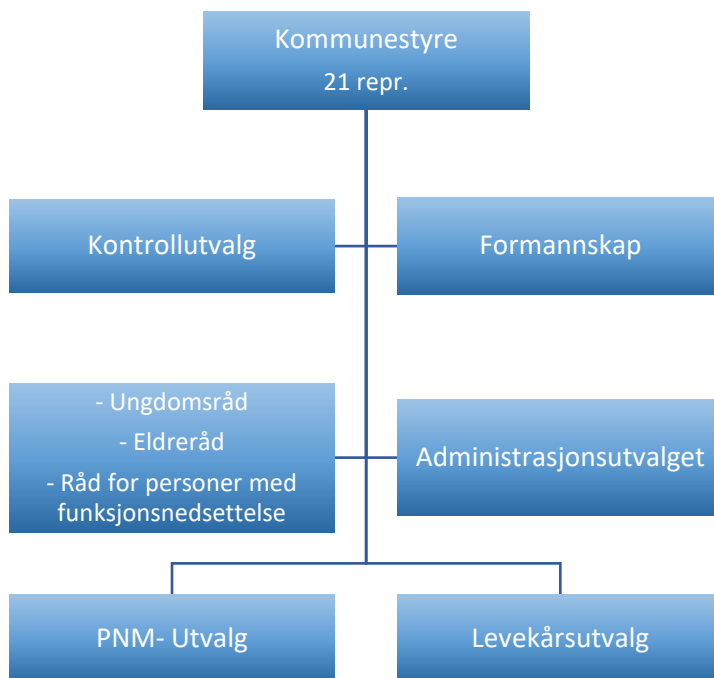 Kommunestyre
21 repr.
Kontrollutvalg
Formannskap
- Ungdomsråd
- Eldreråd
- Råd for personer med
funksjonsnedsettelse
Administrasjonsutvalget
PNM- Utvalg
Levekårsutvalg